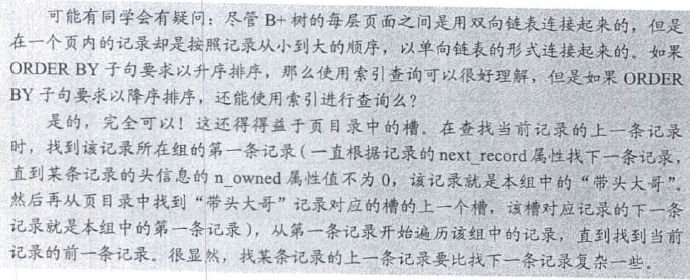 可能有同学会有疑问：尽管 B+ 树的每层页面之间是用双向链表连接起来的，但是
在一个页内的记录却是按照记录从小到大的顺序，以单向链表的形式连接起来的。如果
ORDER BY 子句要求以升序排序，那么使用索引查询可以很好理解，但是如果 ORDER
BY 子句要求以降序排序，还能使用索引进行查询么？
是的，完全可以！这还得得益于页目录中的槽。在查找当前记录的上一条记录
时，找到该记录所在组的第一条记录（一直根据记录的 next_record 属性找下一条记录，
直到某条记录的头信息的 n_owned 属性值不为 0，该记录就是本组中的“带头大哥”。
然后再从页目录中找到“带头大哥”记录对应的槽的上一个槽，该槽对应记录的下一条
记录就是本组中的第一条记录），从第一条记录开始遍历该组中的记录，直到找到当前
记录的前一条记录。很显然，找某条记录的上一条记录要比找下一条记录复杂一些。